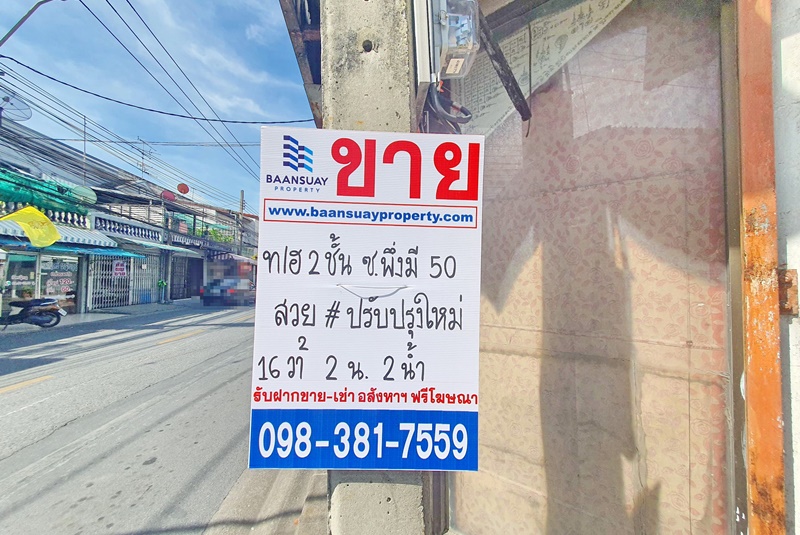 BAANSUAY
PROPERTY
ขาย
www.baansuayproperty.com
ท/ฮ 2 ชั้น ซ.พึ่งมี 50
สวย # ปรับปรุงใหม่
16 วา² 2 น. 2 น้ำ
รับฝากขาย-เช่า อสังหาฯ ฟรีโฆษณา
098-381-7559